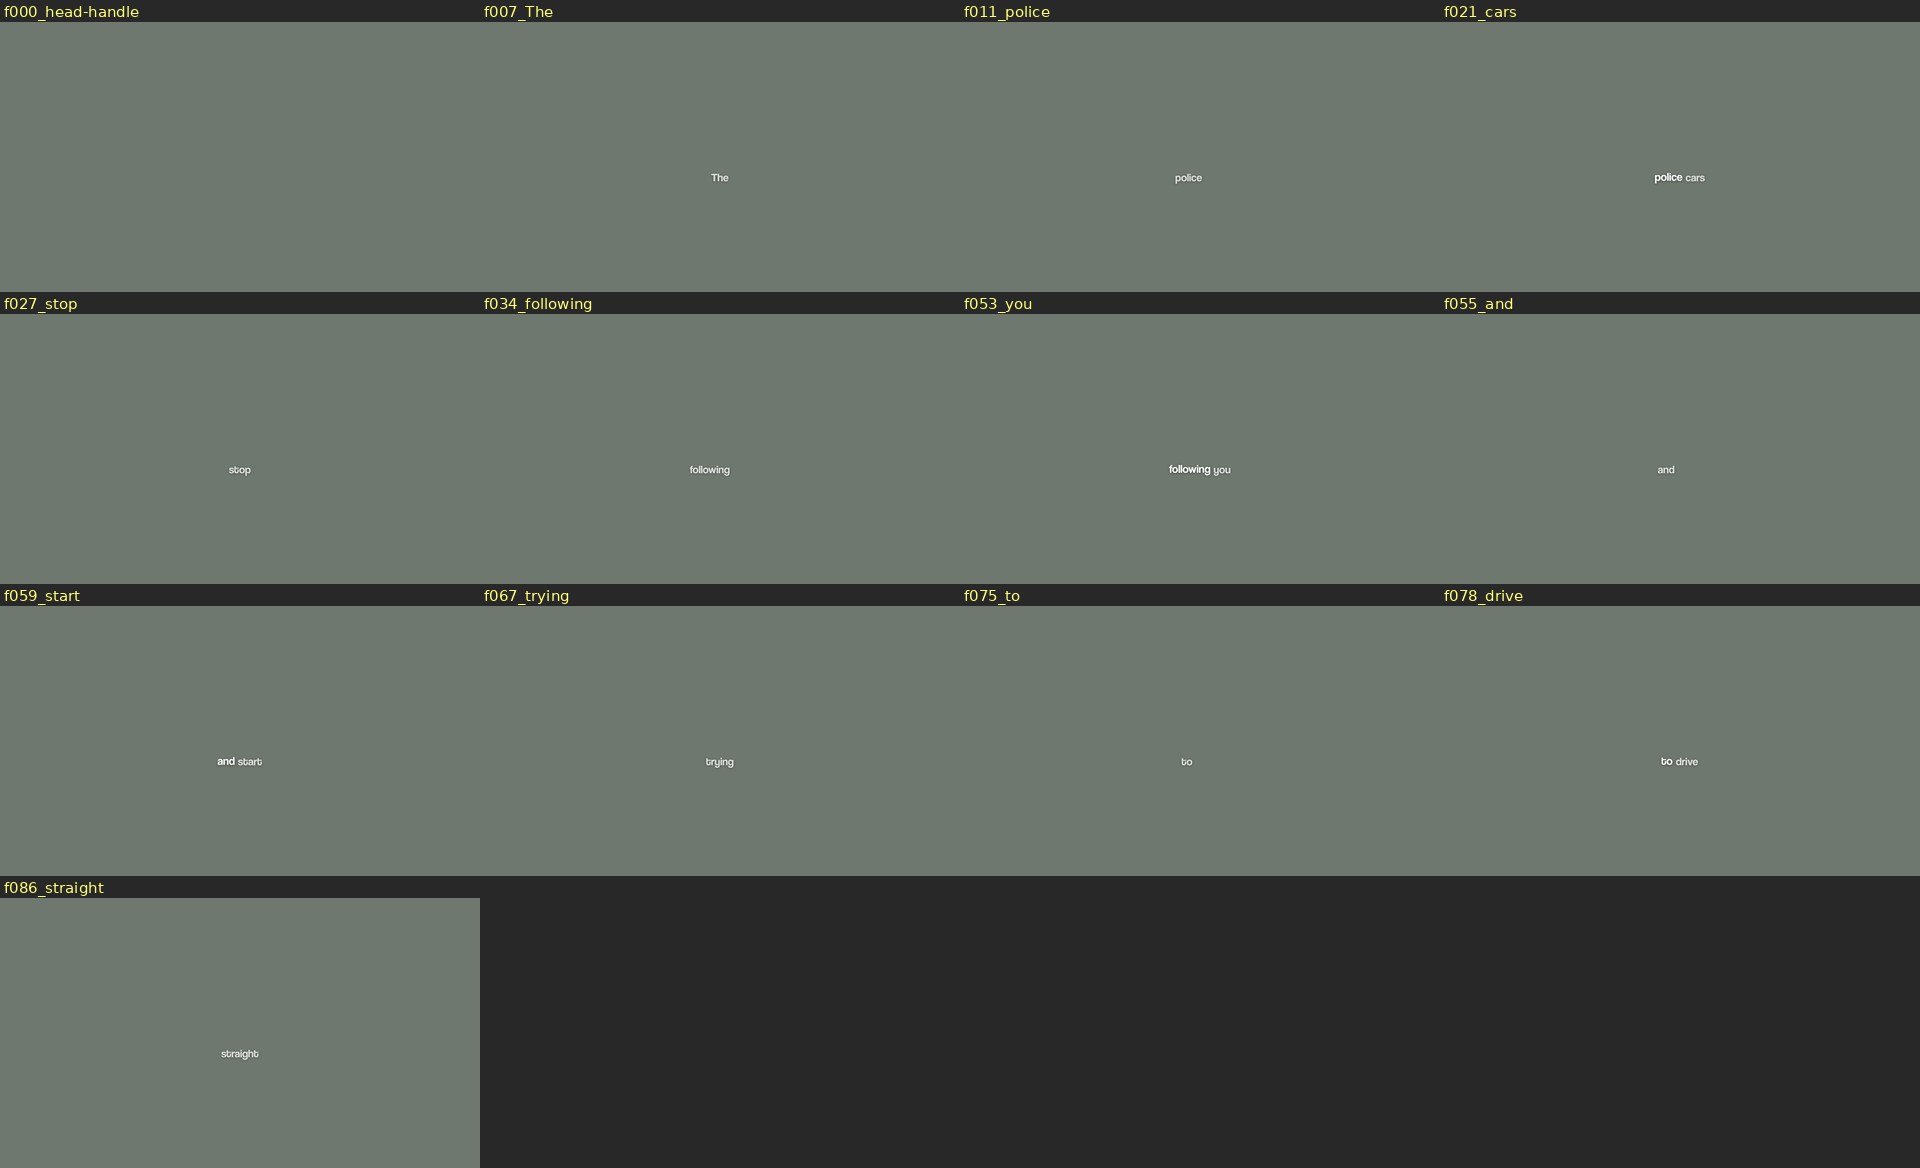 f000_head-handle
f007_The
f011_police
f021_cars
The
police
police cars
f027_stop
f034_following
f053_you
f055_and
stop
following
following you
and
f059_start
f067_trying
f075_to
f078_drive
and start
trying
to
to drive
f086_straight
straight